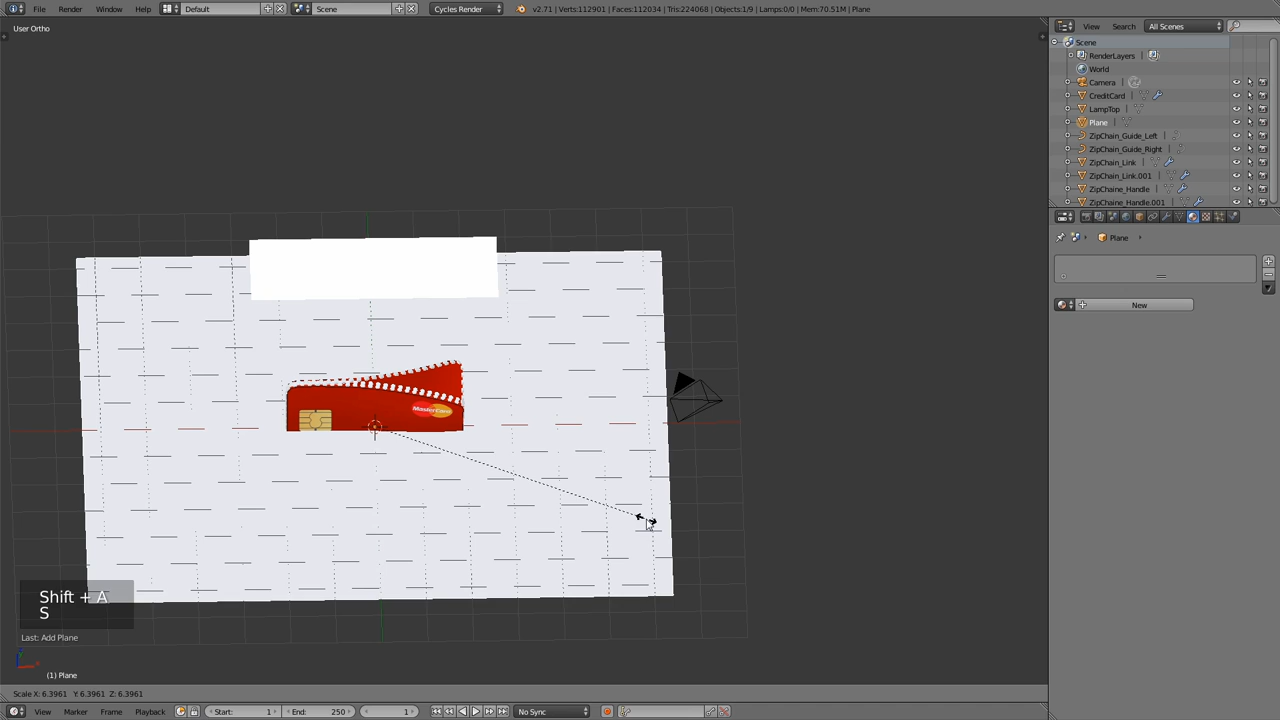 File Render Window Help Default Scene Cycles Render v2.71 | Verts:112901 | Faces:112034 | Tris:224068 | Objects:1/9 | Lamps:0/0 | Mem:70.51M | Plane
User Ortho
View Search All Scenes
Scene
RenderLayers
World
Camera
CreditCard
LampTop
Plane
ZipChain_Guide_Left
ZipChain_Guide_Right
ZipChain_Link
ZipChain_Link.001
ZipChaine_Handle
ZipChaine_Handle.001
Plane
New
MasterCard
Shift + A
S
Last: Add Plane
(1) Plane
Scale X: 6.3961 Y: 6.3961 Z: 6.3961
View Marker Frame Playback Start: 1 End: 250 1 No Sync